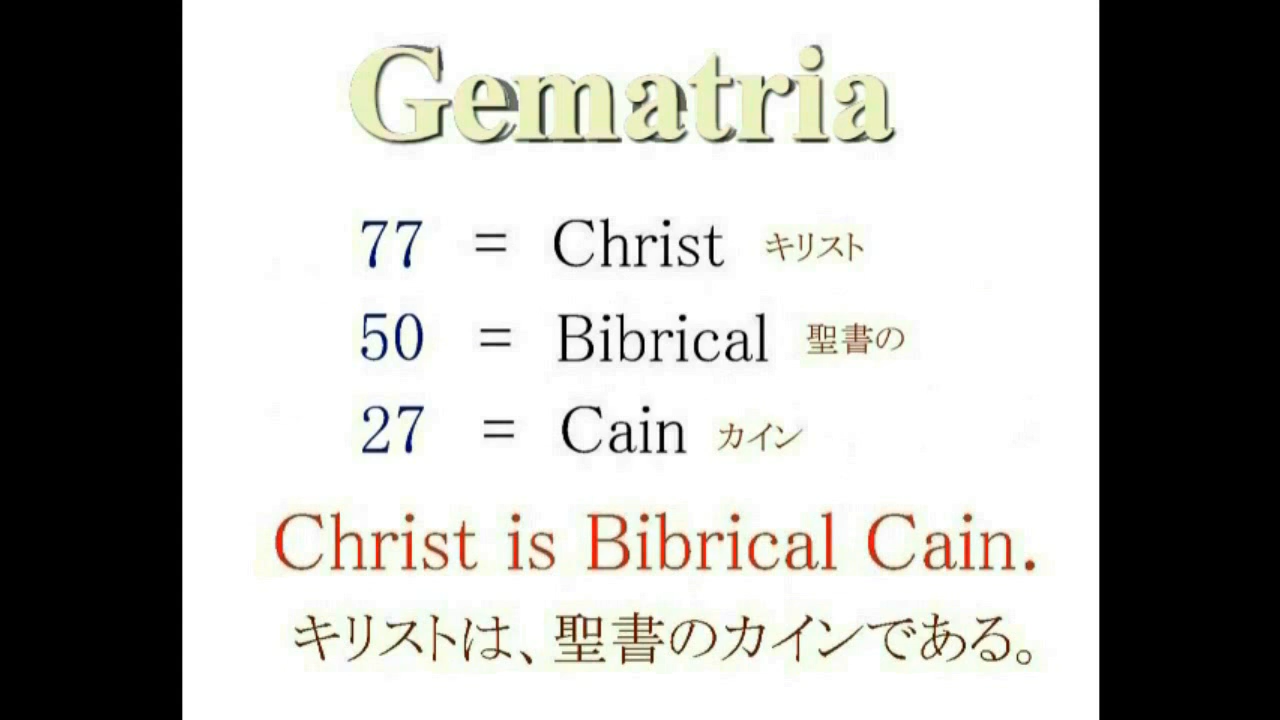 Gematria
77 = Christ キリスト
50 = Bibrical 聖書の
27 = Cain カイン
Christ is Bibrical Cain.
キリストは、聖書のカインである。